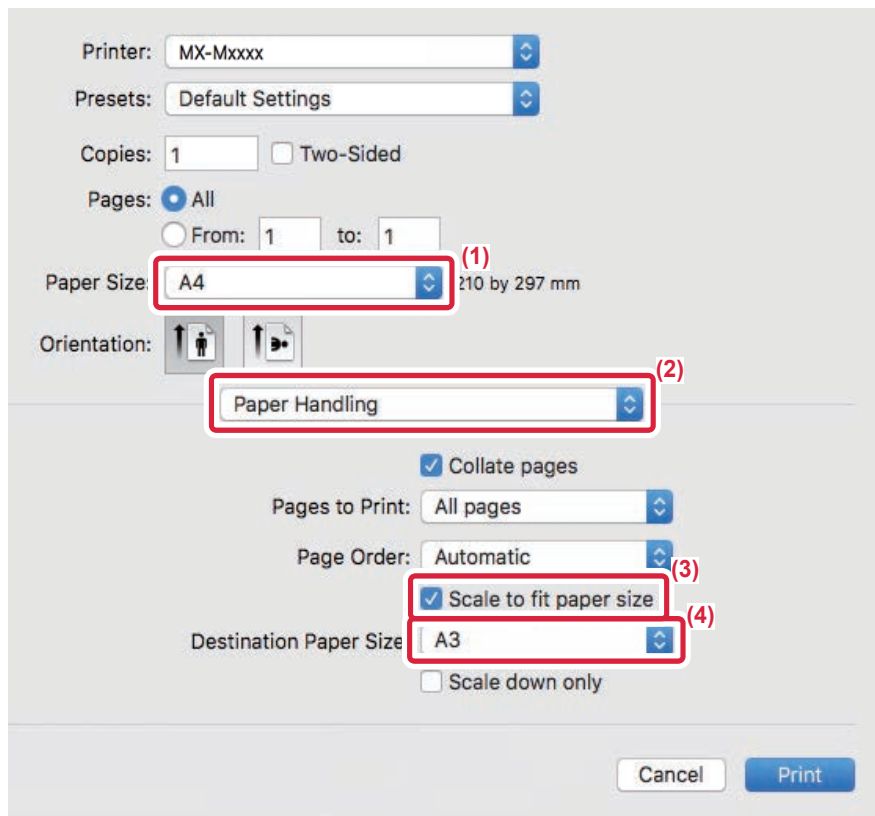 Printer: MX-Mxxxx
Presets: Default Settings
Copies: 1 Two-Sided
Pages: All
From: 1 to: 1
(1)
Paper Size: A4 210 by 297 mm
Orientation:
(2)
Paper Handling
Collate pages
Pages to Print: All pages
Page Order: Automatic
(3)
Scale to fit paper size
(4)
Destination Paper Size A3
Scale down only
Cancel Print